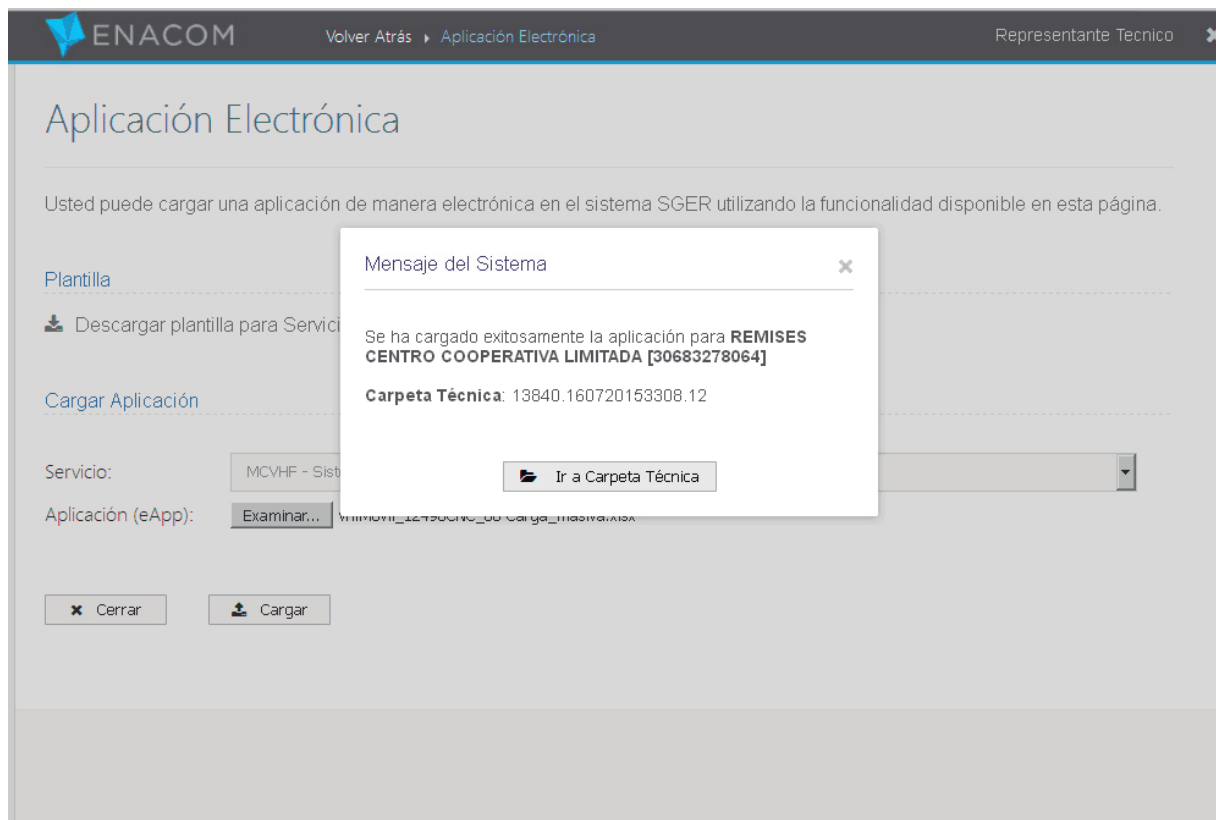 ENACOM
Volver Atrás Aplicación Electrónica
Representante Tecnico
Aplicación Electrónica
Usted puede cargar una aplicación de manera electrónica en el sistema SGER utilizando la funcionalidad disponible en esta página.
Plantilla
Descargar plantilla para Servici
Mensaje del Sistema
Se ha cargado exitosamente la aplicación para REMISES
CENTRO COOPERATIVA LIMITADA [30683278064]
Carpeta Técnica: 13840.160720153308.12
Ir a Carpeta Técnica
Cargar Aplicación
Servicio:
MCVHF - Sist
Aplicación (eApp):
Examinar...
Cerrar
Cargar